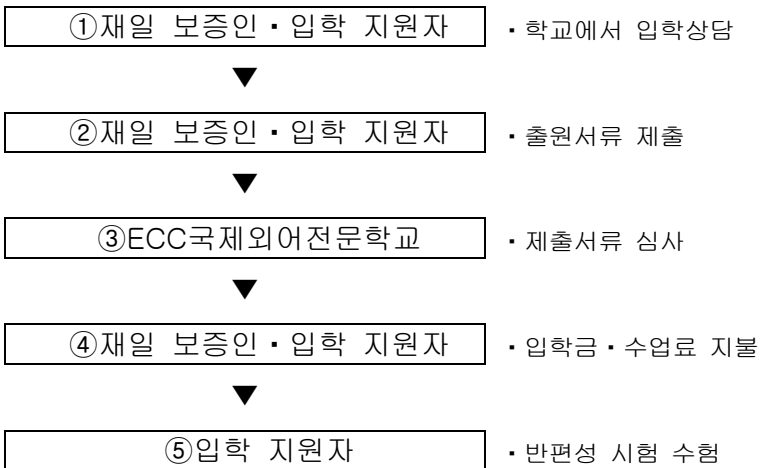 ①재일 보증인▪입학 지원자 ▪학교에서 입학상담
▼
②재일 보증인▪입학 지원자 ▪출원서류 제출
▼
③ECC국제외어전문학교 ▪제출서류 심사
▼
④재일 보증인▪입학 지원자 ▪입학금▪수업료 지불
▼
⑤입학 지원자 ▪반편성 시험 수험